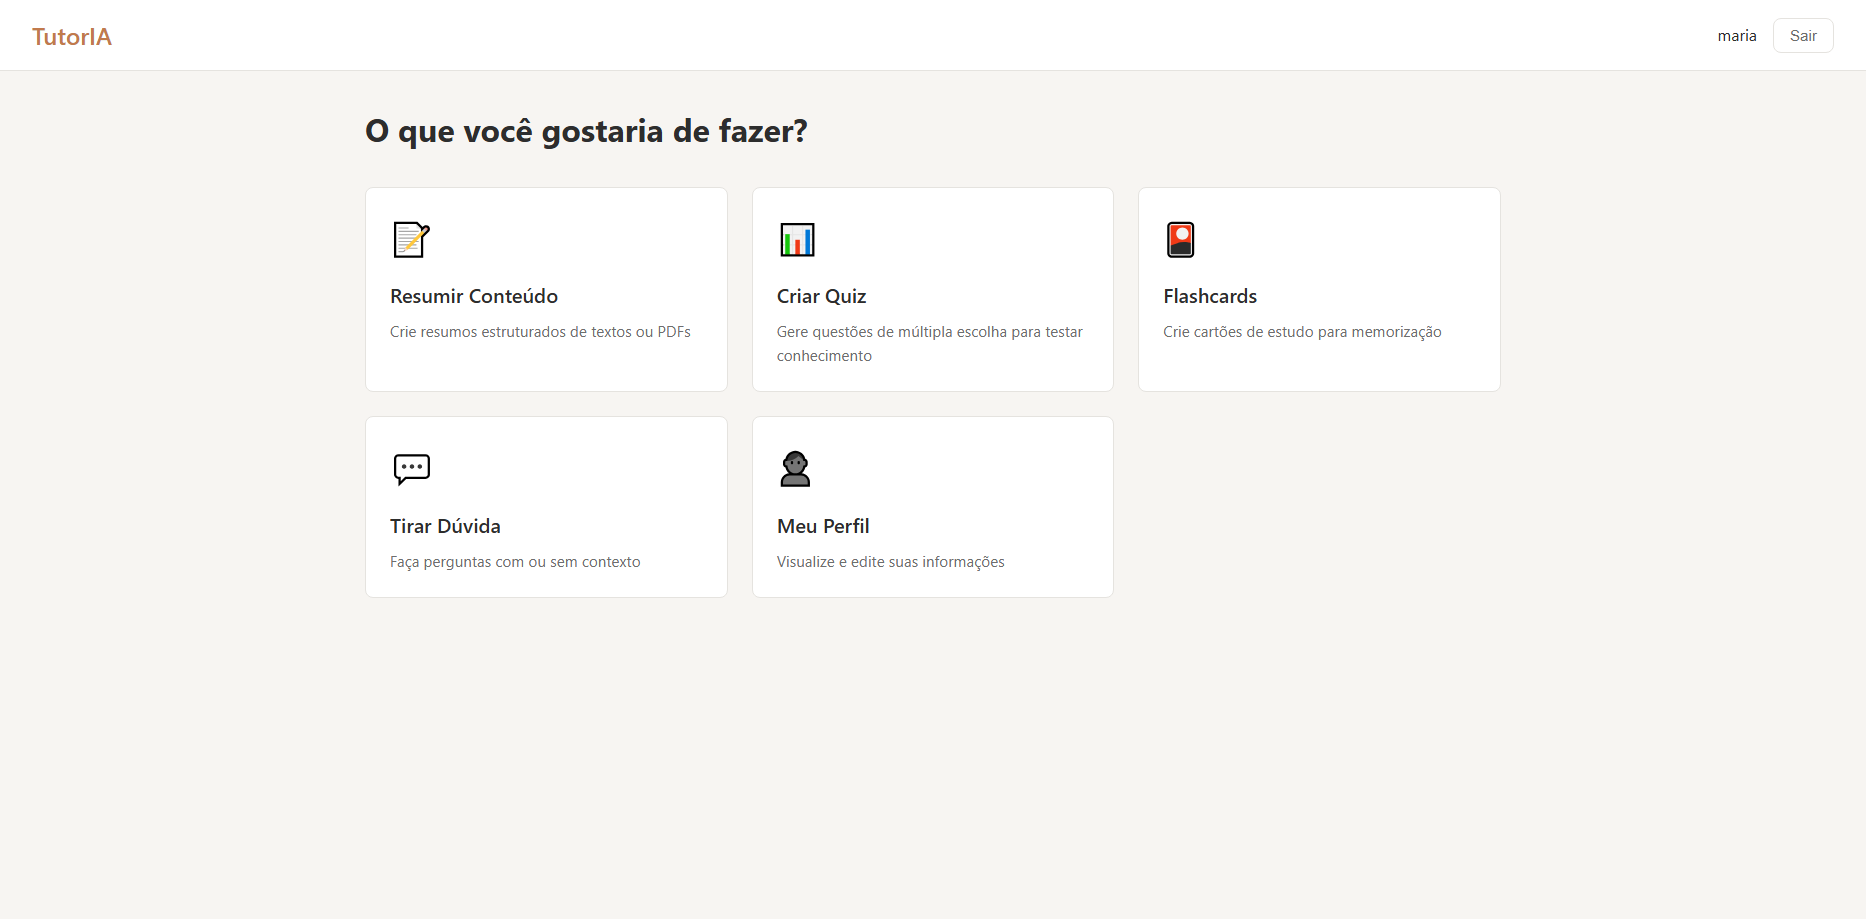 TutorIA
maria
Sair
O que você gostaria de fazer?
Resumir Conteúdo
Crie resumos estruturados de textos ou PDFs
Criar Quiz
Gere questões de múltipla escolha para testar
conhecimento
Flashcards
Crie cartões de estudo para memorização
Tirar Dúvida
Faça perguntas com ou sem contexto
Meu Perfil
Visualize e edite suas informações